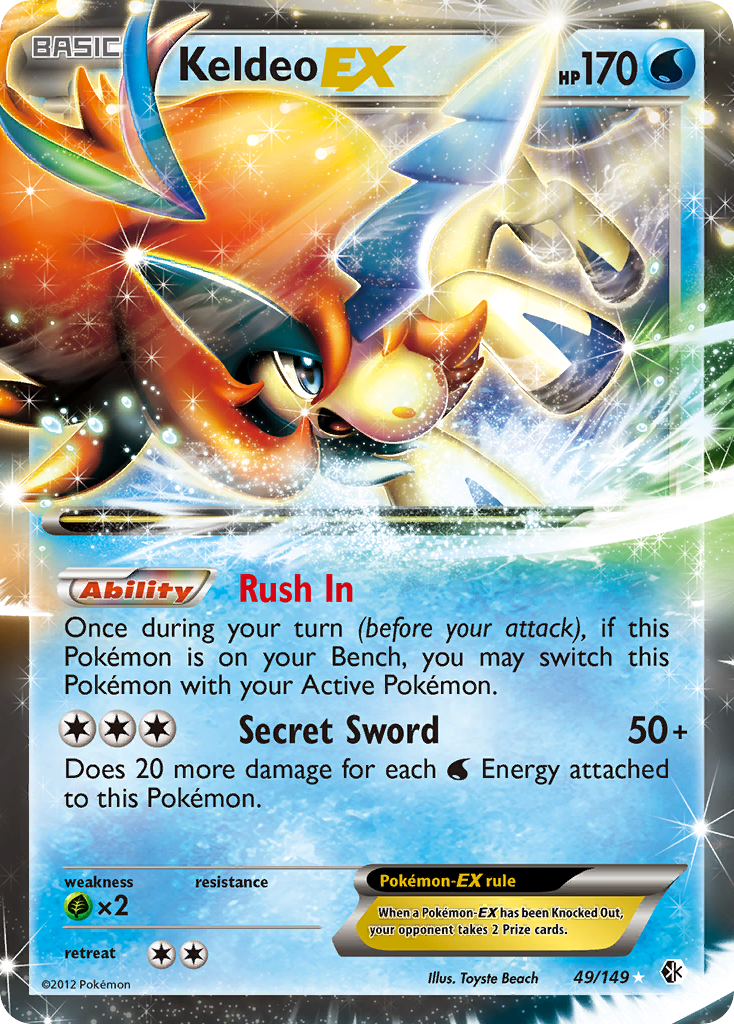 BASIC
Keldeo EX
HP 170
Ability Rush In
Once during your turn (before your attack), if this
Pokémon is on your Bench, you may switch this
Pokémon with your Active Pokémon.
Secret Sword 50+
Does 20 more damage for each Energy attached
to this Pokémon.
weakness resistance
×2
retreat
Pokémon-EX rule
When a Pokémon-EX has been Knocked Out,
your opponent takes 2 Prize cards.
©2012 Pokémon
Illus. Toyste Beach
49/149